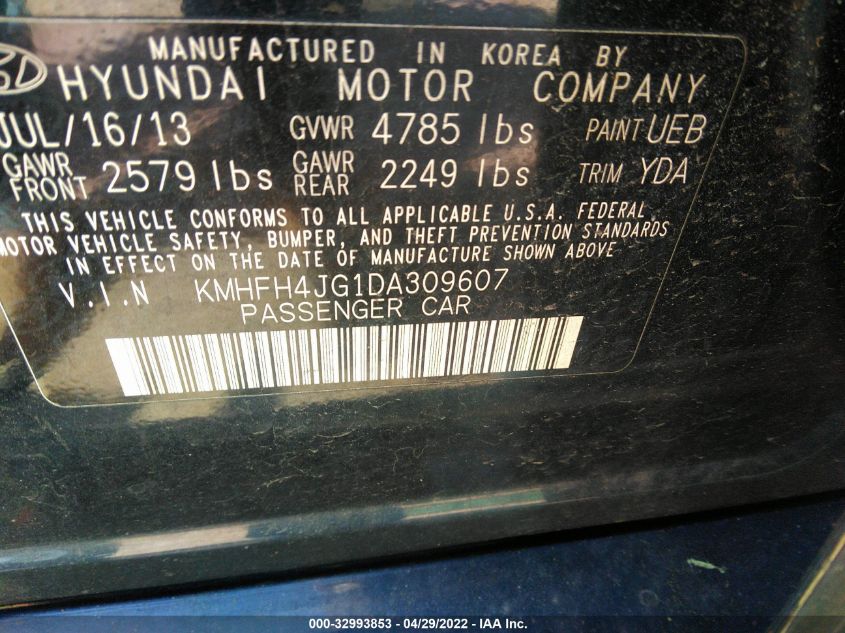 MANUFACTURED IN KOREA BY
HYUNDAI MOTOR COMPANY
JUL/16/13 GVWR 4785 lbs PAINT UEB
GAWR FRONT 2579 lbs GAWR REAR 2249 lbs TRIM YDA
THIS VEHICLE CONFORMS TO ALL APPLICABLE U.S.A. FEDERAL
MOTOR VEHICLE SAFETY, BUMPER, AND THEFT PREVENTION STANDARDS
IN EFFECT ON THE DATE OF MANUFACTURE SHOWN ABOVE
V.I.N KMHFH4JG1DA309607
PASSENGER CAR
000-32993853 - 04/29/2022 - IAA Inc.